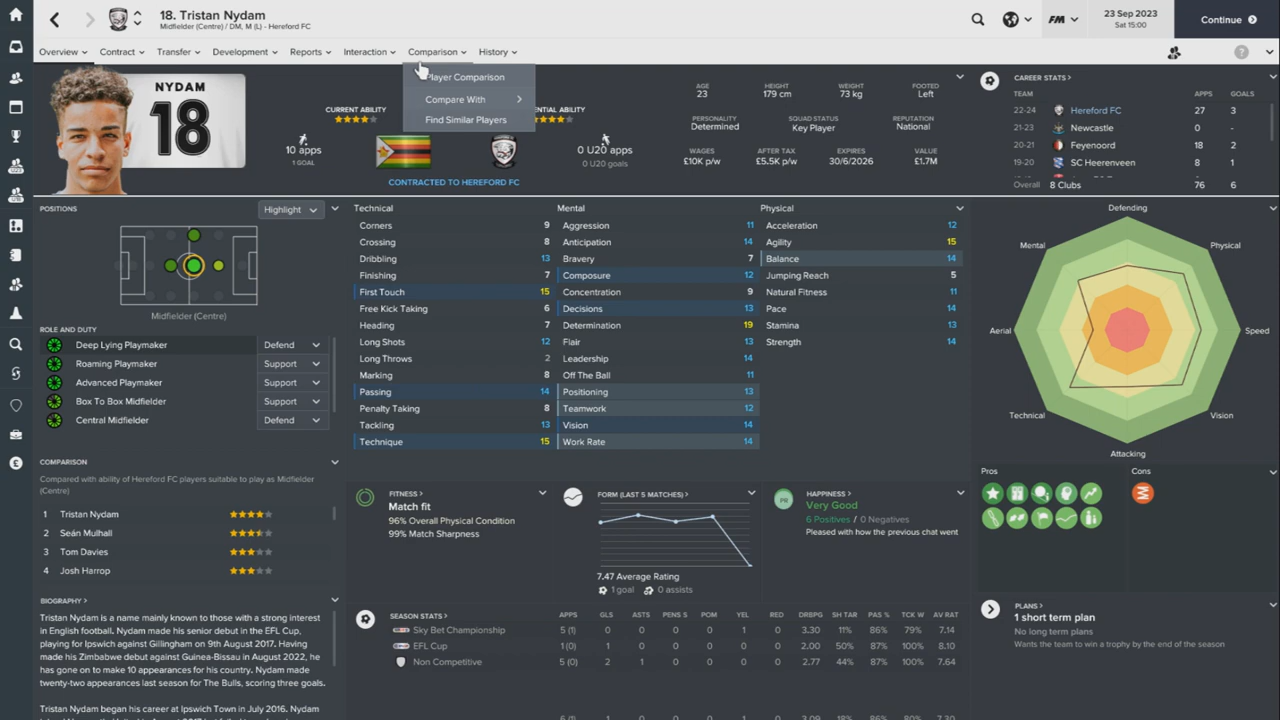 18. Tristan Nydam
Midfielder (Centre) / DM, M (L) - Hereford FC
FM
23 Sep 2023
Sat 15:00
Continue
Overview
Contract
Transfer
Development
Reports
Interaction
Comparison
History
Player Comparison
Compare With
Find Similar Players
NYDAM
18
CURRENT ABILITY
10 apps
1 GOAL
0 U20 apps
0 U20 goals
CONTRACTED TO HEREFORD FC
AGE
23
HEIGHT
179 cm
WEIGHT
73 kg
FOOTED
Left
PERSONALITY
Determined
SQUAD STATUS
Key Player
REPUTATION
National
WAGES
£10K p/w
AFTER TAX
£5.5K p/w
EXPIRES
30/6/2026
VALUE
£1.7M
CAREER STATS >
TEAM APPS GOALS
22-24 Hereford FC 27 3
21-23 Newcastle 0 -
20-21 Feyenoord 18 2
19-20 SC Heerenveen 8 1
Overall 8 Clubs 76 6
POSITIONS
Highlight
Midfielder (Centre)
ROLE AND DUTY
Deep Lying Playmaker Defend
Roaming Playmaker Support
Advanced Playmaker Support
Box To Box Midfielder Support
Central Midfielder Defend
COMPARISON
Compared with ability of Hereford FC players suitable to play as Midfielder
(Centre)
1 Tristan Nydam
2 Seán Mulhall
3 Tom Davies
4 Josh Harrop
BIOGRAPHY >
Tristan Nydam is a name mainly known to those with a strong interest
in English football. Nydam made his senior debut in the EFL Cup,
playing for Ipswich against Gillingham on 9th August 2017. Having
made his Zimbabwe debut against Guinea-Bissau in August 2022, he
has gone on to make 10 appearances for his country. Nydam made
twenty-two appearances last season for The Bulls, scoring three goals.
Tristan Nydam began his career at Ipswich Town in July 2016. Nydam
Technical
Corners 9
Crossing 8
Dribbling 13
Finishing 7
First Touch 15
Free Kick Taking 6
Heading 7
Long Shots 12
Long Throws 2
Marking 8
Passing 14
Penalty Taking 8
Tackling 13
Technique 15
Mental
Aggression 11
Anticipation 14
Bravery 7
Composure 12
Concentration 9
Decisions 13
Determination 19
Flair 13
Leadership 14
Off The Ball 11
Positioning 13
Teamwork 12
Vision 14
Work Rate 14
Physical
Acceleration 12
Agility 15
Balance 14
Jumping Reach 5
Natural Fitness 11
Pace 14
Stamina 13
Strength 14
Defending
Mental
Physical
Aerial
Speed
Technical
Vision
Attacking
FITNESS >
Match fit
96% Overall Physical Condition
99% Match Sharpness
FORM (LAST 5 MATCHES) >
7.47 Average Rating
1 goal 0 assists
HAPPINESS >
Very Good
6 Positives / 0 Negatives
Pleased with how the previous chat went
Pros
Cons
SEASON STATS > APPS GLS ASTS PENS S POM YEL RED DRBPG SH TAR PAS % TCK W AV RAT
Sky Bet Championship 5 (1) 0 0 0 0 1 0 3.30 11% 86% 79% 7.14
EFL Cup 1 (0) 1 0 0 0 0 0 2.00 50% 87% 100% 8.10
Non Competitive 5 (0) 2 1 0 0 0 0 2.77 44% 87% 100% 7.64
PLANS >
1 short term plan
No long term plans
Wants the team to win a trophy by the end of the season